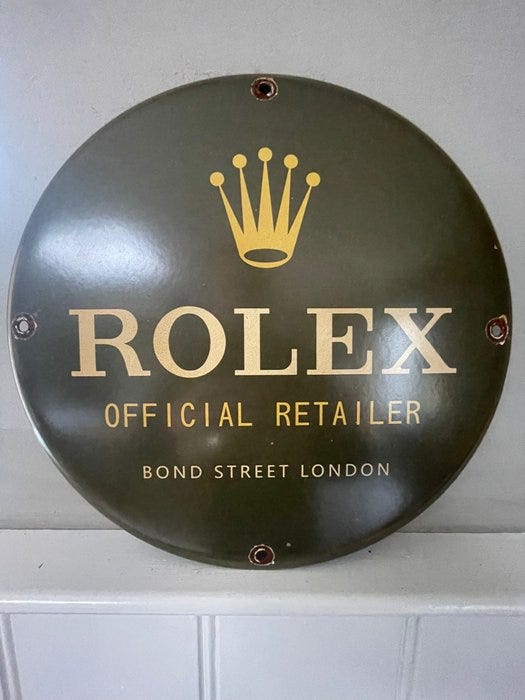 ROLEX
OFFICIAL RETAILER
BOND STREET LONDON